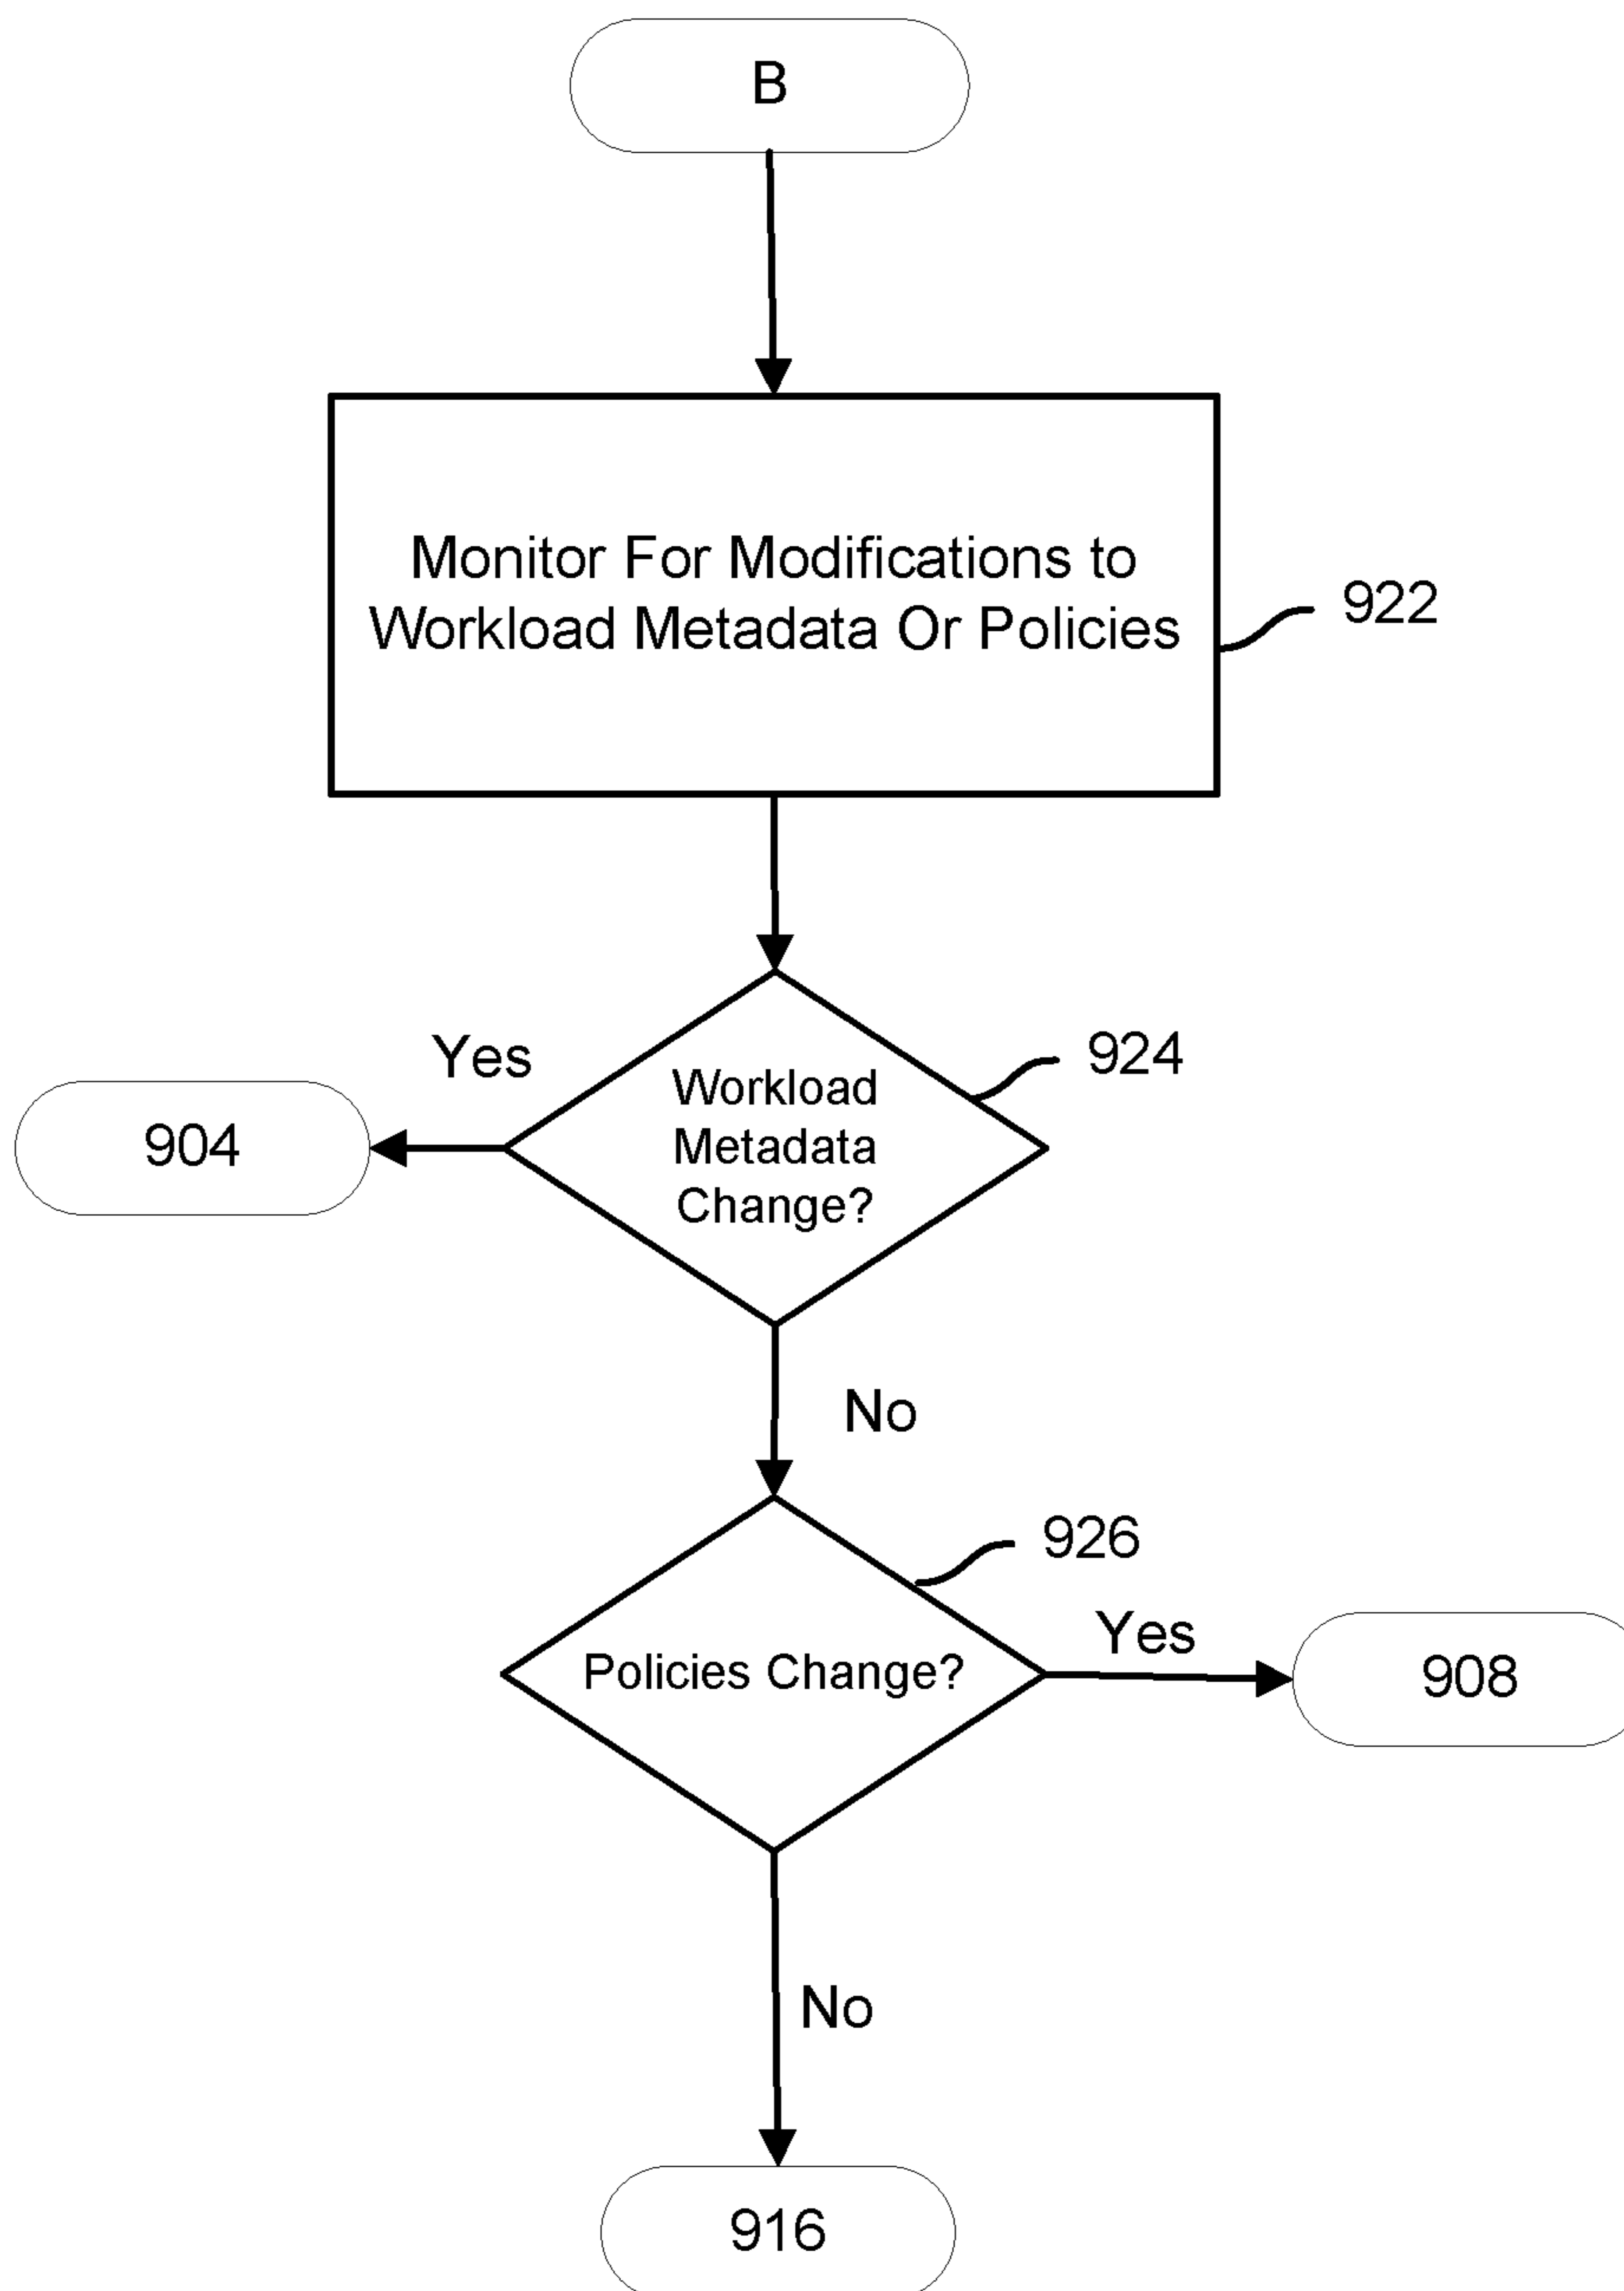 B
Monitor For Modifications to
Workload Metadata Or Policies
922
Yes
924
Workload
Metadata
Change?
904
No
926
Policies Change?
Yes
908
No
916